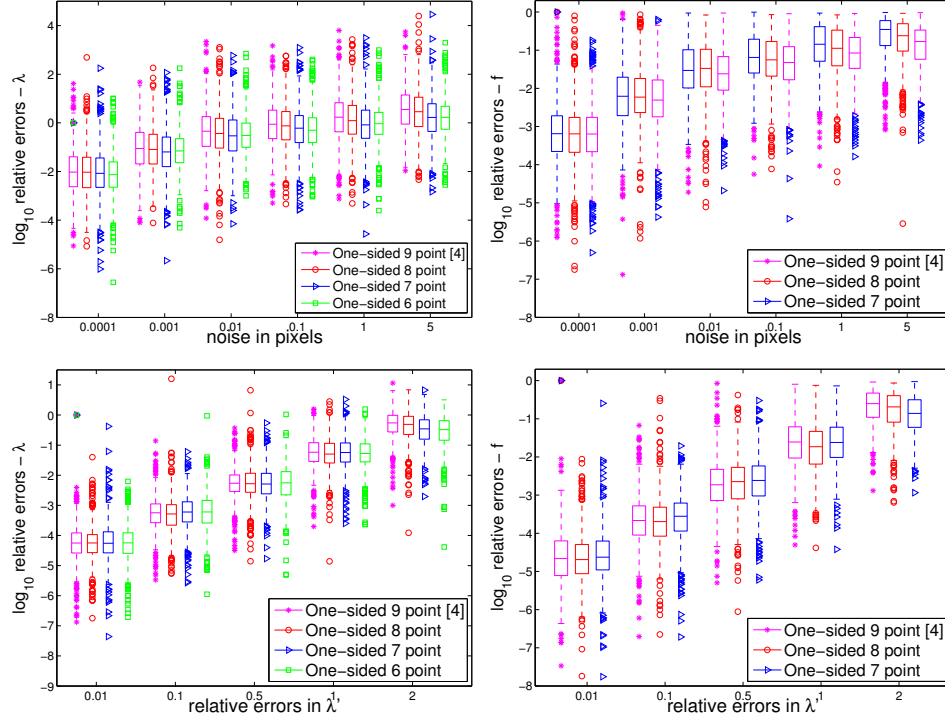 log10 relative errors − λ
6
4
2
0
−2
−4
−6
−8
0.0001
0.001
0.01
0.1
1
5
noise in pixels
One−sided 9 point [4]
One−sided 8 point
One−sided 7 point
One−sided 6 point
log10 relative errors − f
0
−1
−2
−3
−4
−5
−6
−7
−8
0.0001
0.001
0.01
0.1
1
5
noise in pixels
One−sided 9 point [4]
One−sided 8 point
One−sided 7 point
log10 relative errors − λ
1
0
−1
−2
−3
−4
−5
−6
−7
−8
−9
0.01
0.1
0.5
1
2
relative errors in λ'
One−sided 9 point [4]
One−sided 8 point
One−sided 7 point
One−sided 6 point
log10 relative errors − f
0
−1
−2
−3
−4
−5
−6
−7
−8
0.01
0.1
0.5
1
2
relative errors in λ'
One−sided 9 point [4]
One−sided 8 point
One−sided 7 point